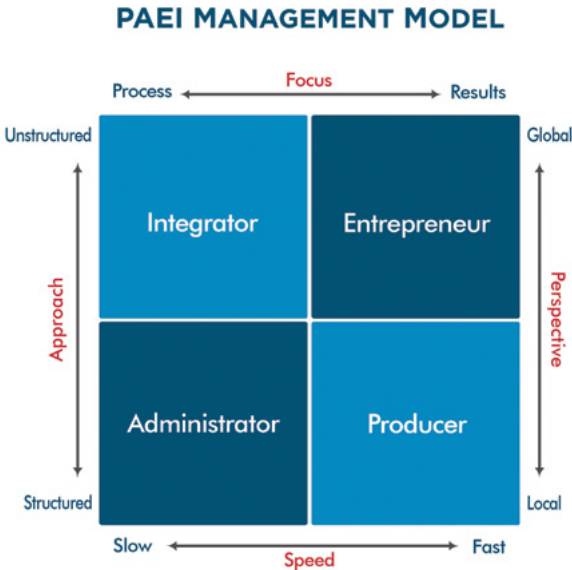 PAEI MANAGEMENT MODEL
Focus
Process Results
Unstructured Global
Integrator Entrepreneur
Approach Perspective
Administrator Producer
Structured Local
Slow Fast
Speed